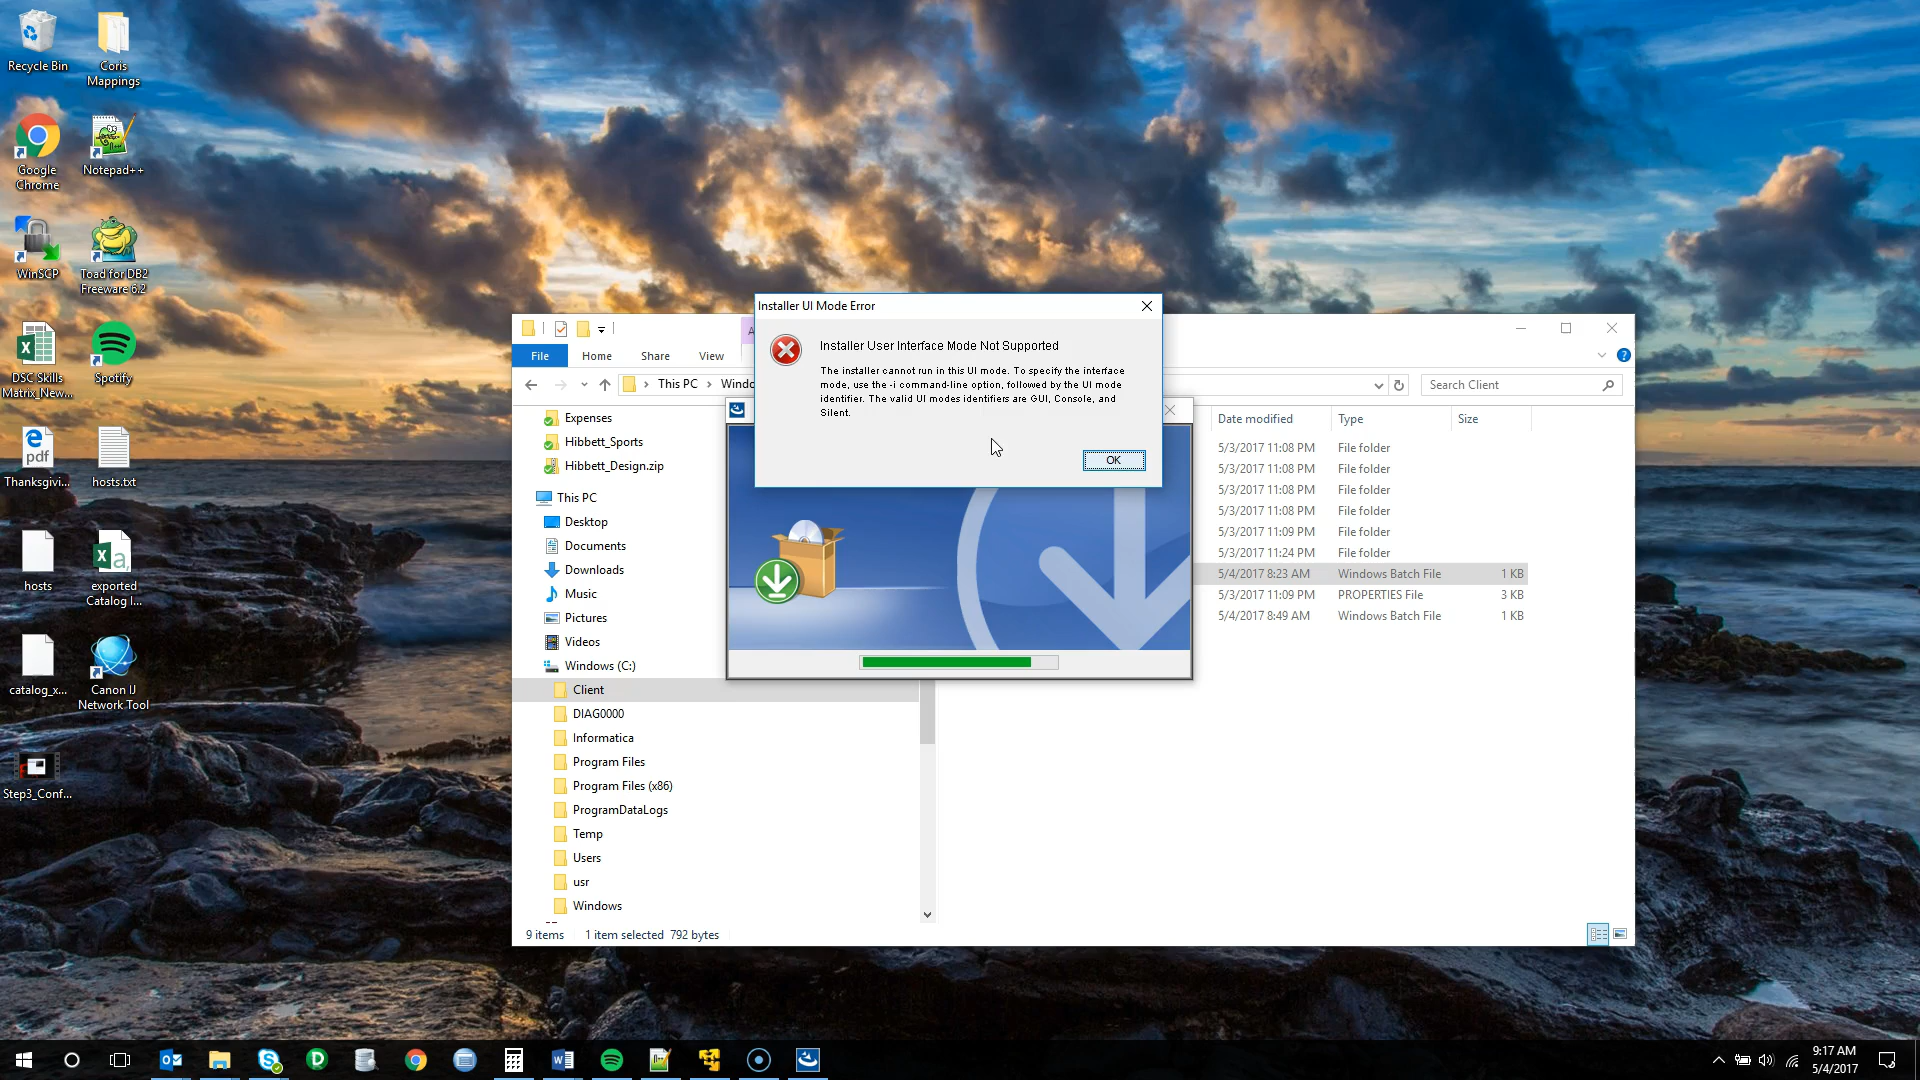 Recycle Bin
Coris
Mappings
Google
Chrome
Notepad++
WinSCP
Toad for DB2
Freeware 6.2
DSC Skills
Matrix_New...
Spotify
Thanksgivi...
hosts.txt
hosts
exported
Catalog I...
catalog_x...
Canon IJ
Network Tool
Step3_Conf...
pdf
File
Home
Share
View
This PC
Search Client
Expenses
Hibbett_Sports
Hibbett_Design.zip
This PC
Desktop
Documents
Downloads
Music
Pictures
Videos
Windows (C:)
Client
DIAG0000
Informatica
Program Files
Program Files (x86)
ProgramDataLogs
Temp
Users
usr
Windows
9 items
1 item selected 792 bytes
Installer UI Mode Error
Installer User Interface Mode Not Supported
The installer cannot run in this UI mode. To specify the interface
mode, use the -i command-line option, followed by the UI mode
identifier. The valid UI modes identifiers are GUI, Console, and
Silent.
OK
Date modified Type Size
5/3/2017 11:08 PM File folder
5/3/2017 11:08 PM File folder
5/3/2017 11:08 PM File folder
5/3/2017 11:08 PM File folder
5/3/2017 11:09 PM File folder
5/3/2017 11:24 PM File folder
5/4/2017 8:23 AM Windows Batch File 1 KB
5/3/2017 11:09 PM PROPERTIES File 3 KB
5/4/2017 8:49 AM Windows Batch File 1 KB
9:17 AM
5/4/2017